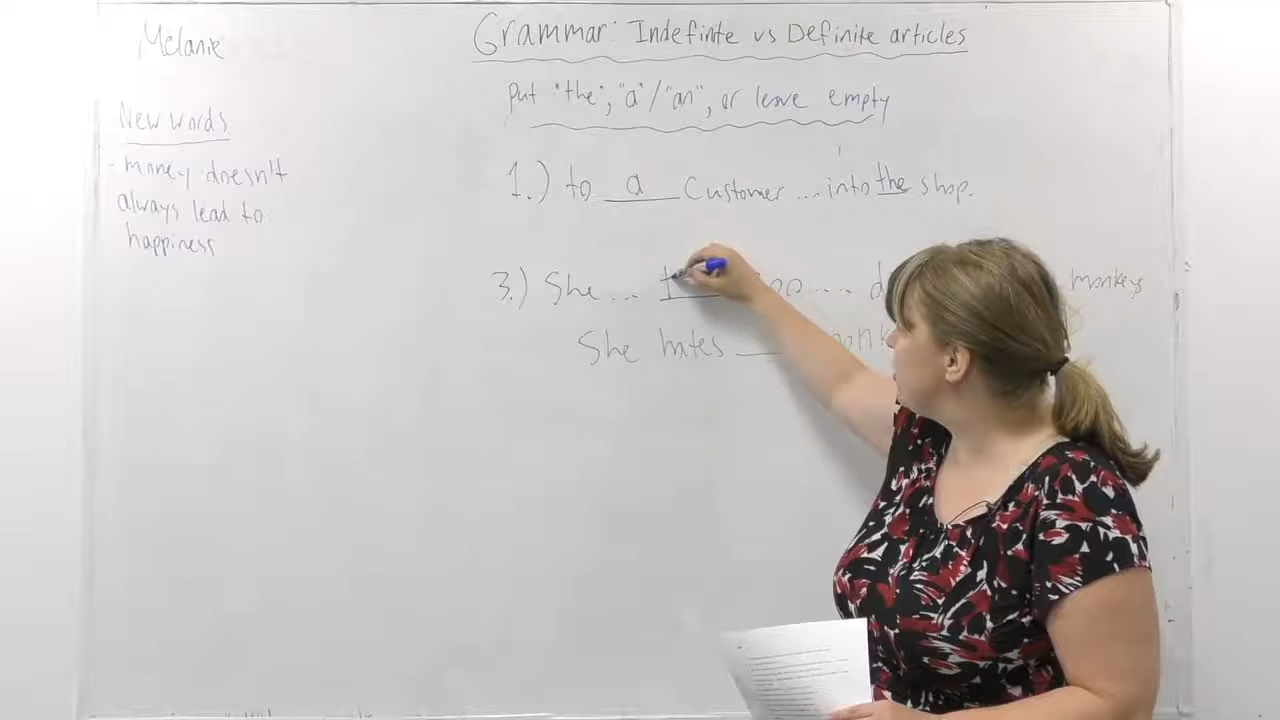 Melanie
Grammar: Indefinite vs Definite articles
put "the", "a"/"an", or leave empty
New words
- money doesn't
always lead to
happiness
1.) to a Customer ... into the shop.
3.) She ... .... monkeys
She hates